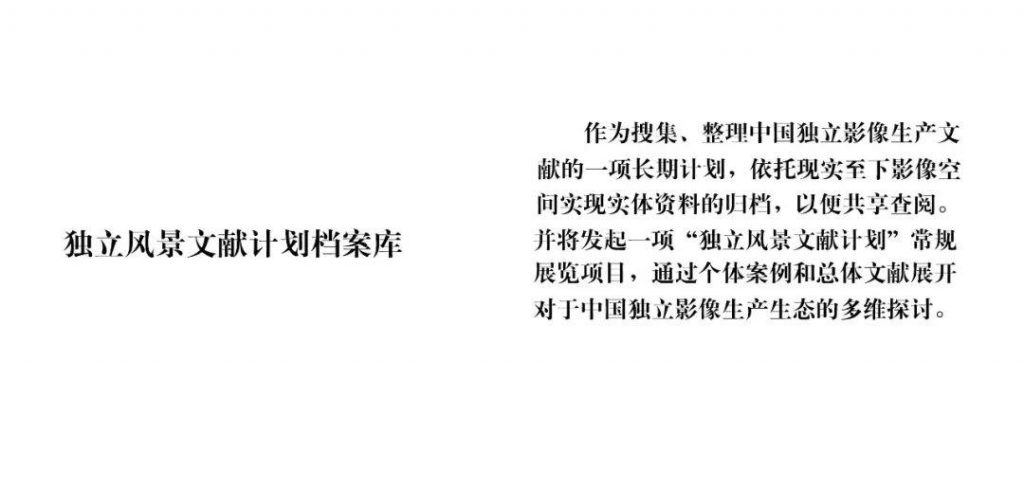 独立风景文献计划档案库
作为搜集、整理中国独立影像生产文
献的一项长期计划，依托现实至下影像空
间实现实体资料的归档，以便共享查阅。
并将发起一项“独立风景文献计划”常规
展览项目，通过个体案例和总体文献展开
对于中国独立影像生产生态的多维探讨。